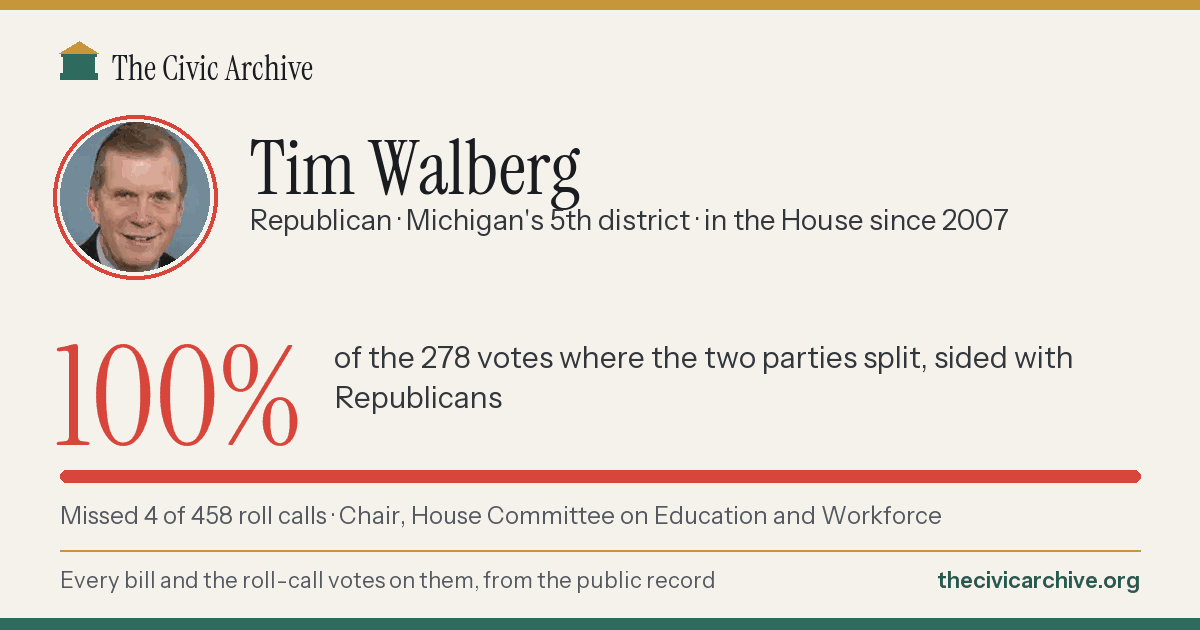 The Civic Archive
Tim Walberg
Republican · Michigan's 5th district · in the House since 2007
100%
of the 278 votes where the two parties split, sided with
Republicans
Missed 4 of 458 roll calls · Chair, House Committee on Education and Workforce
Every bill and the roll-call votes on them, from the public record
thecivicarchive.org